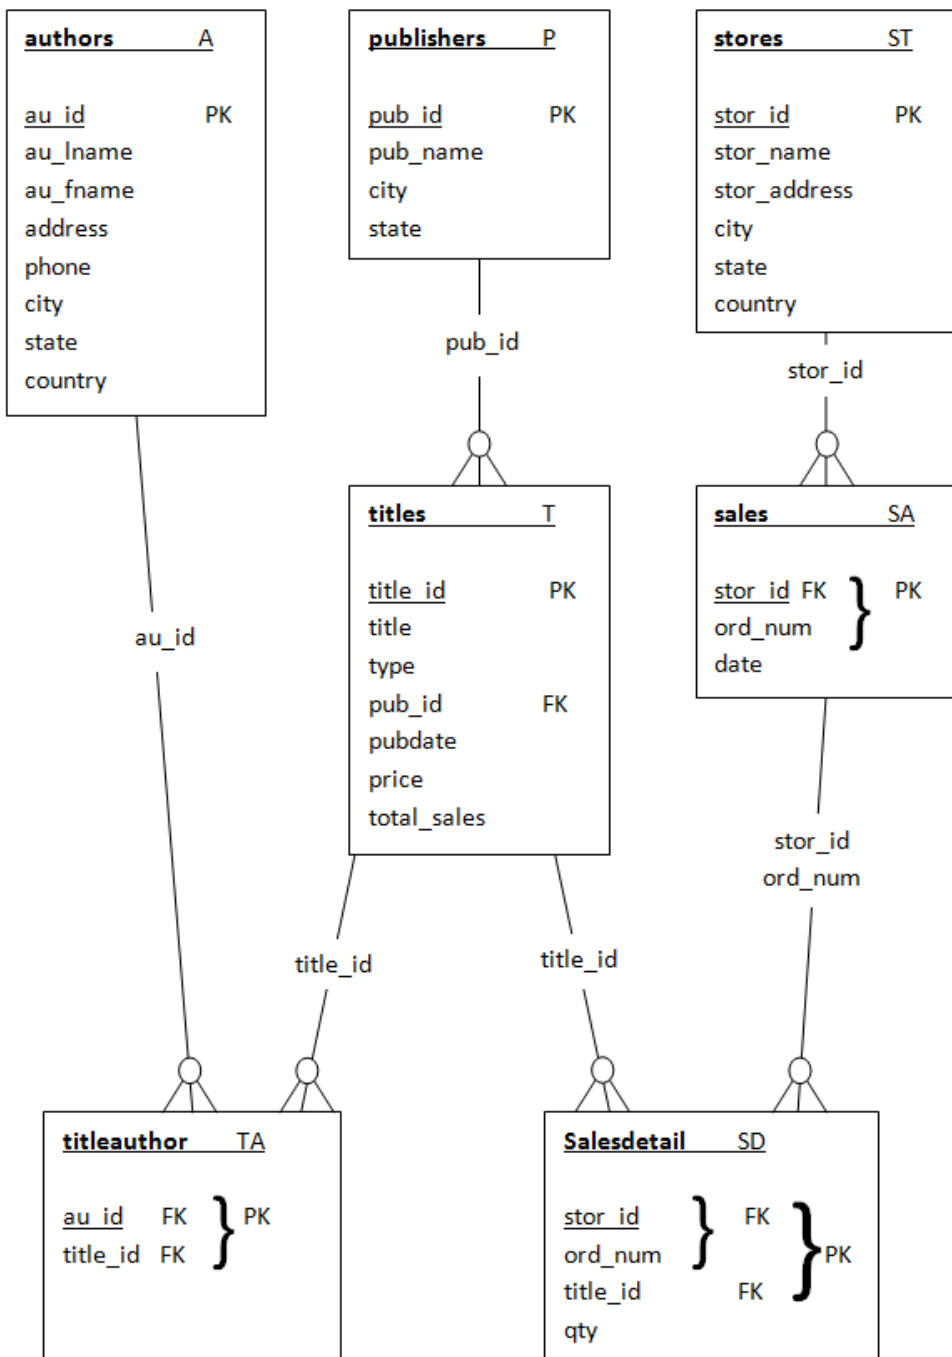 authors A
au_id PK
au_lname
au_fname
address
phone
city
state
country
publishers P
pub_id PK
pub_name
city
state
stores ST
stor_id PK
stor_name
stor_address
city
state
country
pub_id
stor_id
titles T
title_id PK
title
type
pub_id FK
pubdate
price
total_sales
sales SA
stor_id FK } PK
ord_num
date
au_id
stor_id
ord_num
title_id
title_id
titleauthor TA
au_id FK } PK
title_id FK
Salesdetail SD
stor_id } FK
ord_num } PK
title_id FK
qty